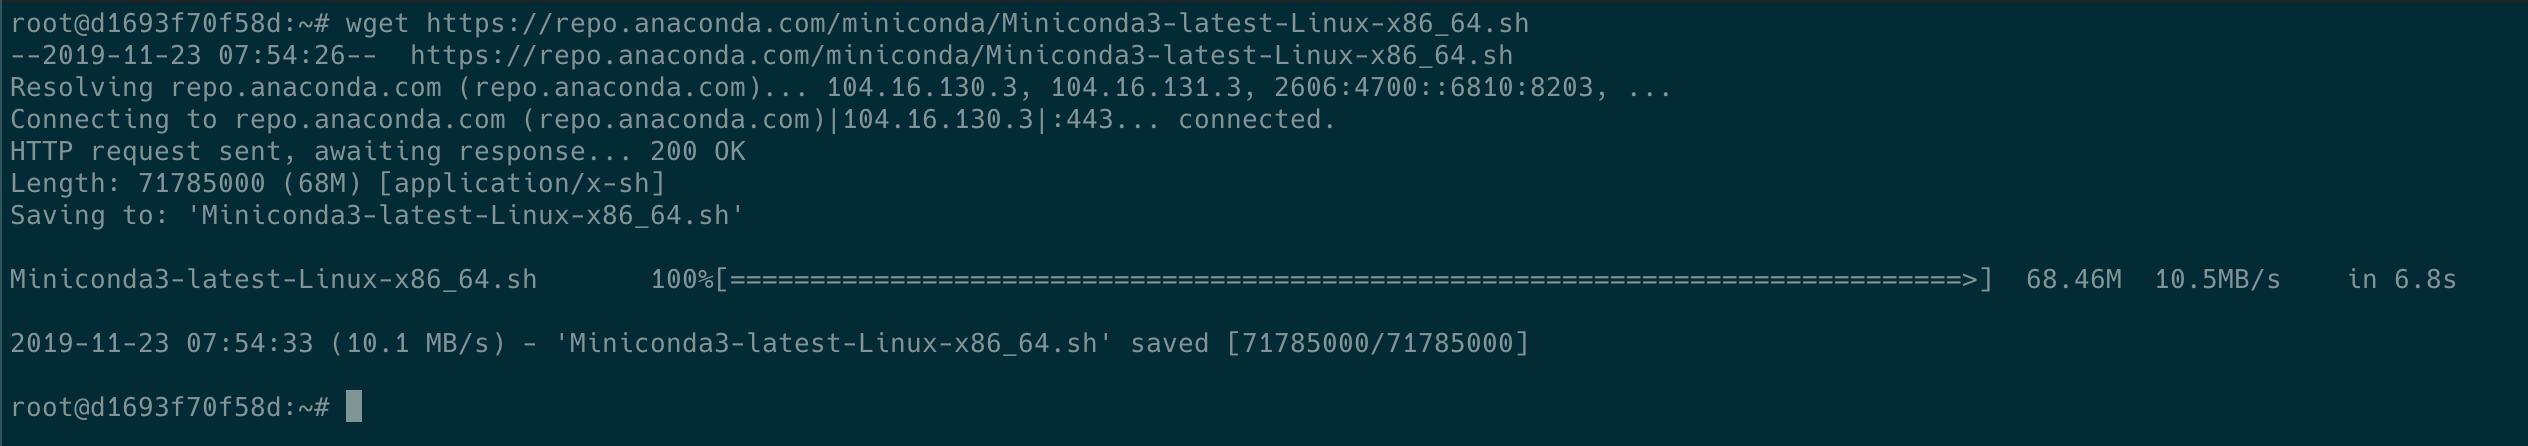 root@d1693f70f58d:~# wget https://repo.anaconda.com/miniconda/Miniconda3-latest-Linux-x86_64.sh
--2019-11-23 07:54:26--  https://repo.anaconda.com/miniconda/Miniconda3-latest-Linux-x86_64.sh
Resolving repo.anaconda.com (repo.anaconda.com)... 104.16.130.3, 104.16.131.3, 2606:4700::6810:8203, ...
Connecting to repo.anaconda.com (repo.anaconda.com)|104.16.130.3|:443... connected.
HTTP request sent, awaiting response... 200 OK
Length: 71785000 (68M) [application/x-sh]
Saving to: 'Miniconda3-latest-Linux-x86_64.sh'
Miniconda3-latest-Linux-x86_64.sh       100%[=============================================================================>]  68.46M  10.5MB/s    in 6.8s
2019-11-23 07:54:33 (10.1 MB/s) - 'Miniconda3-latest-Linux-x86_64.sh' saved [71785000/71785000]
root@d1693f70f58d:~#